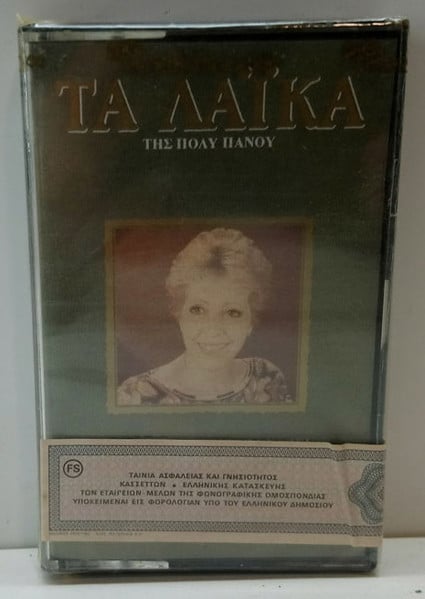 ΤΑ ΛΑΪΚΑ
ΤΗΣ ΠΟΛΥ ΠΑΝΟΥ
FS
ΤΑΙΝΙΑ ΑΣΦΑΛΕΙΑΣ ΚΑΙ ΓΝΗΣΙΟΤΗΤΟΣ
ΚΑΣΣΕΤΤΩΝ • ΕΛΛΗΝΙΚΗΣ ΚΑΤΑΣΚΕΥΗΣ
ΤΩΝ ΕΤΑΙΡΕΙΩΝ-ΜΕΛΩΝ ΤΗΣ ΦΩΝΟΓΡΑΦΙΚΗΣ ΟΜΟΣΠΟΝΔΙΑΣ
ΥΠΟΚΕΙΜΕΝΑΙ ΕΙΣ ΦΟΡΟΛΟΓΙΑΝ ΥΠΟ ΤΟΥ ΕΛΛΗΝΙΚΟΥ ΔΗΜΟΣΙΟΥ